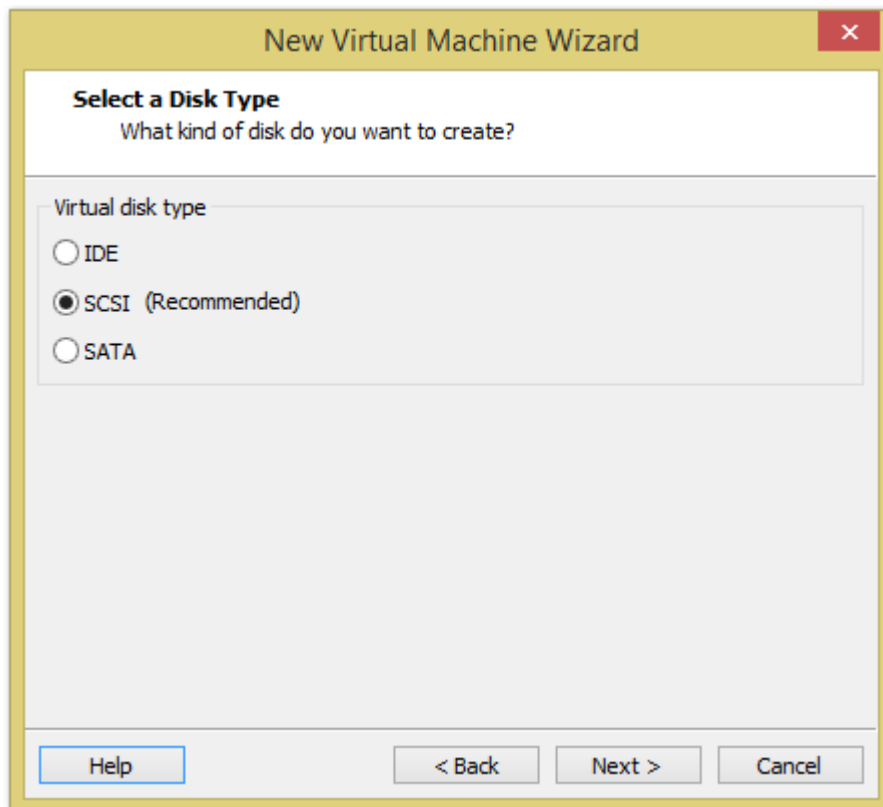 New Virtual Machine Wizard
Select a Disk Type
What kind of disk do you want to create?
Virtual disk type
IDE
SCSI (Recommended)
SATA
Help < Back Next > Cancel